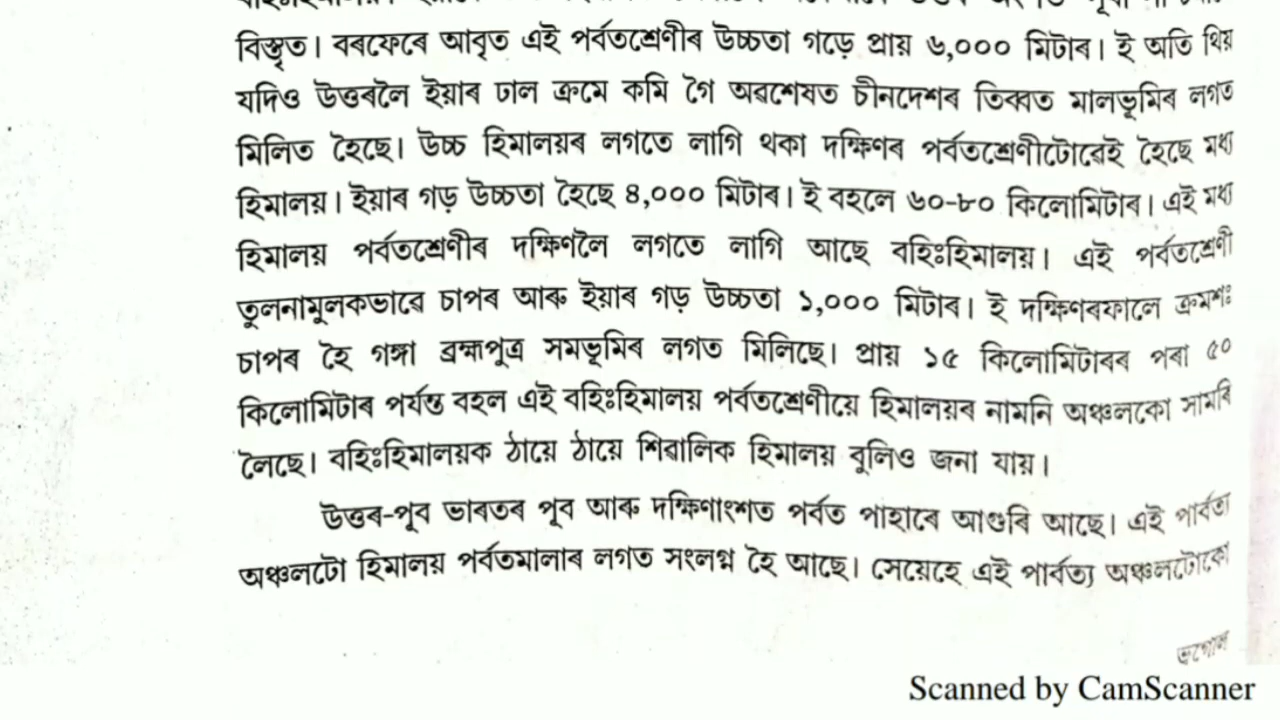 বিস্তৃত। বৰফেৰে আবৃত এই পৰ্বতশ্ৰেণীৰ উচ্চতা গড়ে প্ৰায় ৬,০০০ মিটাৰ। ই অতি থিয়
যদিও উত্তৰলৈ ইয়াৰ ঢাল ক্ৰমে কমি গৈ অৱশেষত চীনদেশৰ তিব্বত মালভূমিৰ লগত
মিলিত হৈছে। উচ্চ হিমালয়ৰ লগতে লাগি থকা দক্ষিণৰ পৰ্বতশ্ৰেণীটোৱেই হৈছে মধ্য
হিমালয়। ইয়াৰ গড় উচ্চতা হৈছে ৪,০০০ মিটাৰ। ই বহলে ৬০-৮০ কিলোমিটাৰ। এই মধ্য
হিমালয় পৰ্বতশ্ৰেণীৰ দক্ষিণলৈ লগতে লাগি আছে বহিঃহিমালয়। এই পৰ্বতশ্ৰেণী
তুলনামুলকভাৱে চাপৰ আৰু ইয়াৰ গড় উচ্চতা ১,০০০ মিটাৰ। ই দক্ষিণৰফালে ক্ৰমশঃ
চাপৰ হৈ গঙ্গা ব্ৰহ্মপুত্ৰ সমভূমিৰ লগত মিলিছে। প্ৰায় ১৫ কিলোমিটাৰৰ পৰা ৫০
কিলোমিটাৰ পৰ্যন্ত বহল এই বহিঃহিমালয় পৰ্বতশ্ৰেণীয়ে হিমালয়ৰ নামনি অঞ্চলকো সামৰি
লৈছে। বহিঃহিমালয়ক ঠায়ে ঠায়ে শিৱালিক হিমালয় বুলিও জনা যায়।
উত্তৰ-পূব ভাৰতৰ পূব আৰু দক্ষিণাংশত পৰ্বত পাহাৰে আগুৰি আছে। এই পাৰ্বত্য
অঞ্চলটো হিমালয় পৰ্বতমালাৰ লগত সংলগ্ন হৈ আছে। সেয়েহে এই পাৰ্বত্য অঞ্চলটোকো
ভূগোল
Scanned by CamScanner